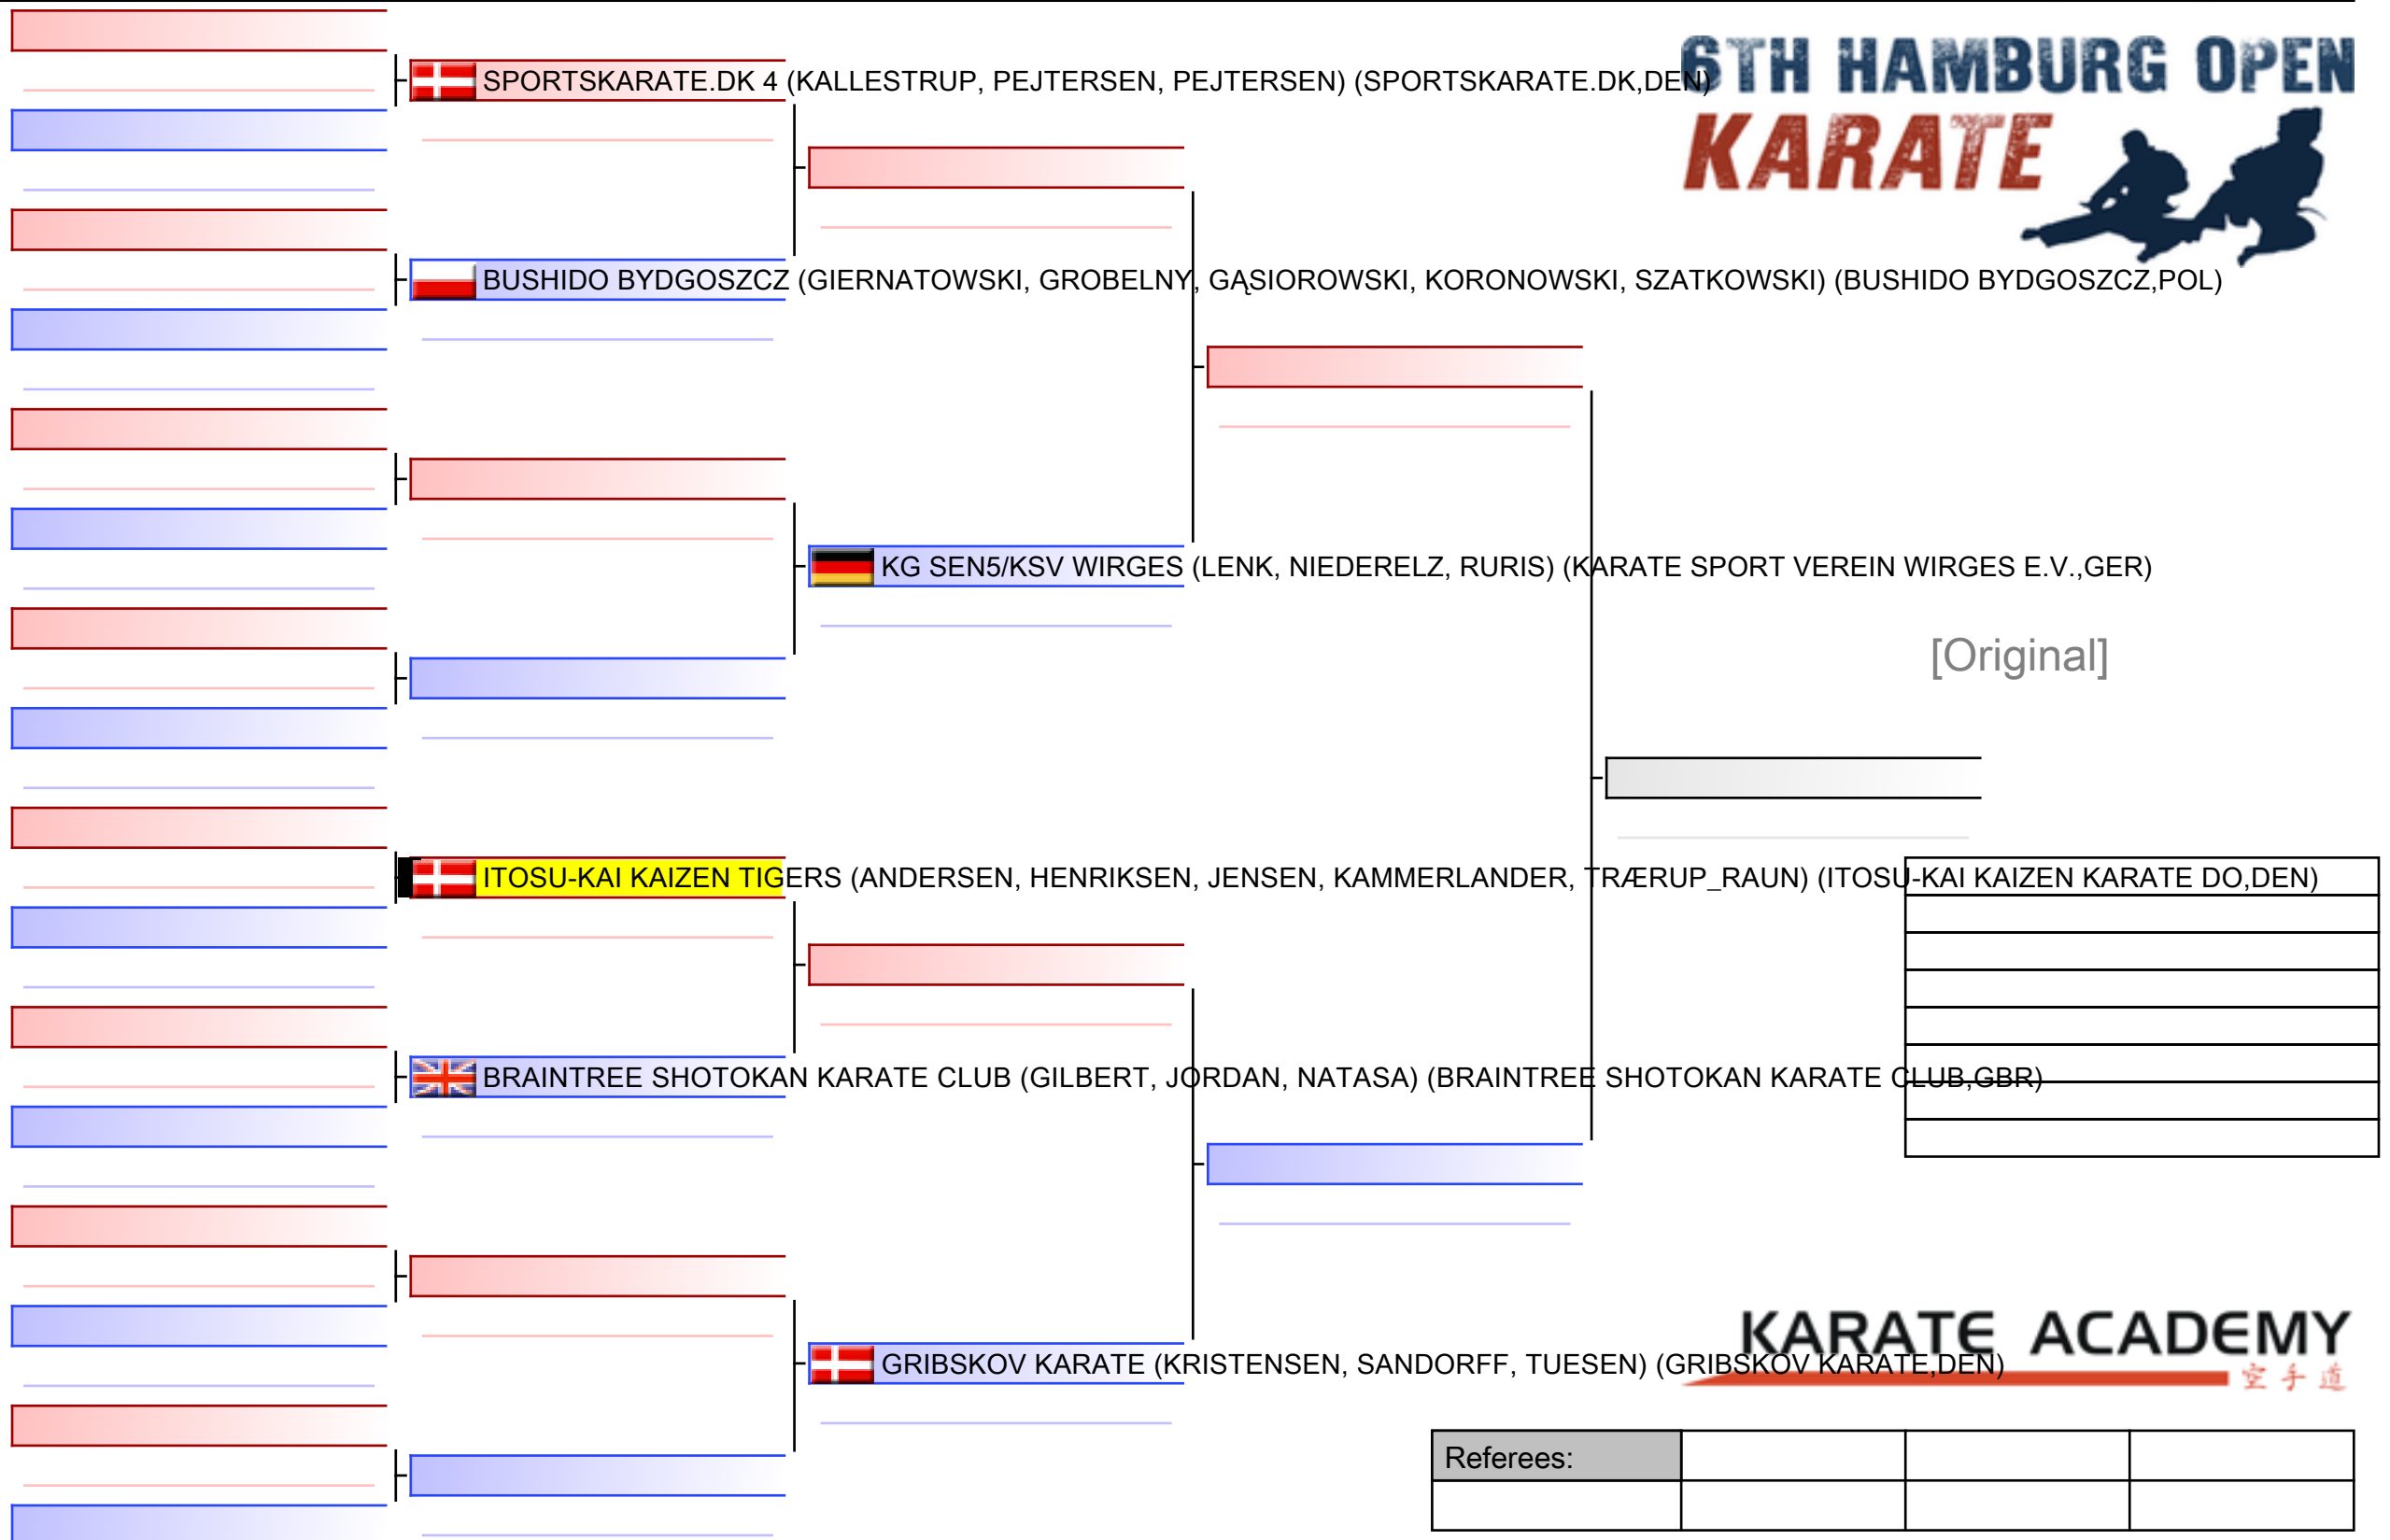 6TH HAMBURG OPEN
KARATE
SPORTSKARATE.DK 4 (KALLESTRUP, PEJTERSEN, PEJTERSEN) (SPORTSKARATE.DK,DEN)
BUSHIDO BYDGOSZCZ (GIERNATOWSKI, GROBELNY, GĄSIOROWSKI, KORONOWSKI, SZATKOWSKI) (BUSHIDO BYDGOSZCZ,POL)
KG SEN5/KSV WIRGES (LENK, NIEDERELZ, RURIS) (KARATE SPORT VEREIN WIRGES E.V.,GER)
[Original]
ITOSU-KAI KAIZEN TIGERS (ANDERSEN, HENRIKSEN, JENSEN, KAMMERLANDER, TRÆRUP_RAUN) (ITOSU-KAI KAIZEN KARATE DO,DEN)
BRAINTREE SHOTOKAN KARATE CLUB (GILBERT, JORDAN, NATASA) (BRAINTREE SHOTOKAN KARATE CLUB,GBR)
KARATE ACADEMY
GRIBSKOV KARATE (KRISTENSEN, SANDORFF, TUESEN) (GRIBSKOV KARATE,DEN)
空手道
Referees: